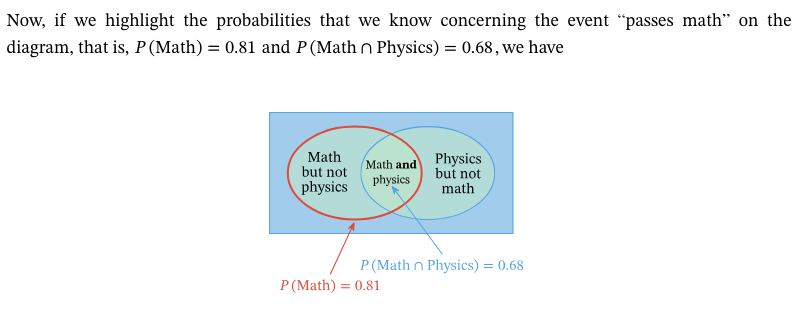 Now, if we highlight the probabilities that we know concerning the event “passes math” on the
diagram, that is, P(Math) = 0.81 and P(Math ∩ Physics) = 0.68, we have
Math
but not
physics
Math and
physics
Physics
but not
math
P(Math ∩ Physics) = 0.68
P(Math) = 0.81